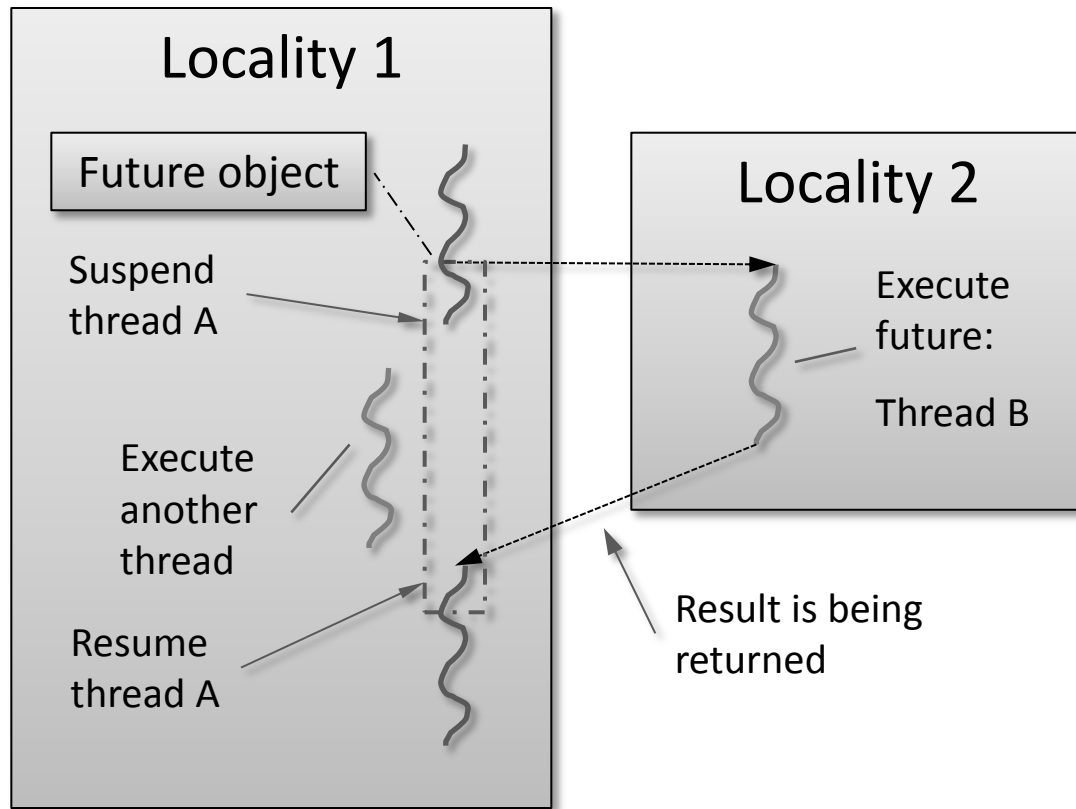 Locality 1
Future object
Suspend
thread A
Execute
another
thread
Resume
thread A
Locality 2
Execute
future:
Thread B
Result is being
returned